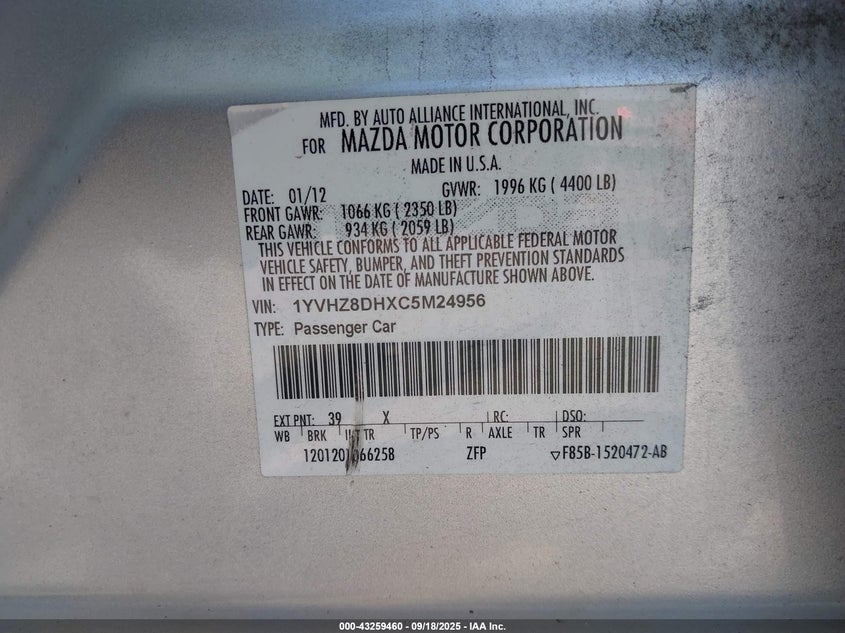 MFD. BY AUTO ALLIANCE INTERNATIONAL, INC.
FOR MAZDA MOTOR CORPORATION
MADE IN U.S.A.
DATE: 01/12 GVWR: 1996 KG ( 4400 LB)
FRONT GAWR: 1066 KG ( 2350 LB)
REAR GAWR: 934 KG ( 2059 LB)
THIS VEHICLE CONFORMS TO ALL APPLICABLE FEDERAL MOTOR
VEHICLE SAFETY, BUMPER, AND THEFT PREVENTION STANDARDS
IN EFFECT ON THE DATE OF MANUFACTURE SHOWN ABOVE.
VIN: 1YVHZ8DHXC5M24956
TYPE: Passenger Car
EXT PNT: 39 X RC: DSO:
WB BRK INT TR TP/PS R AXLE TR SPR
ZFP F85B-1520472-AB
000-43259460 - 09/18/2025 - IAA Inc.